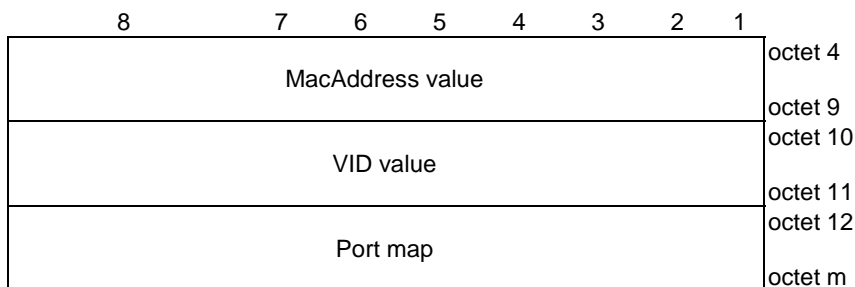 8 7 6 5 4 3 2 1
octet 4
MacAddress value
octet 9
octet 10
VID value
octet 11
octet 12
Port map
octet m